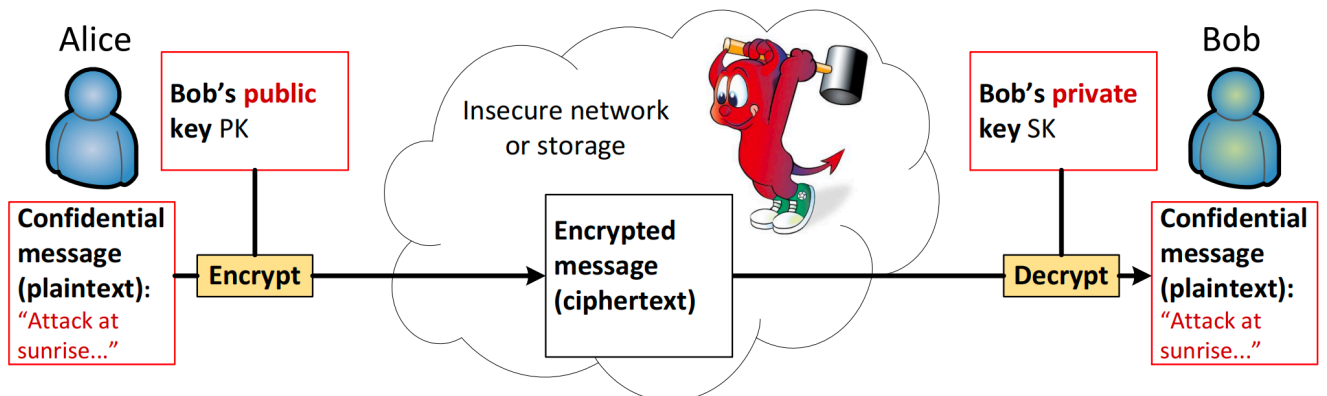 Alice
Bob's public
key PK
Confidential
message
(plaintext):
“Attack at
sunrise...”
Encrypt
Insecure network
or storage
Encrypted
message
(ciphertext)
Bob's private
key SK
Decrypt
Bob
Confidential
message
(plaintext):
“Attack at
sunrise...”